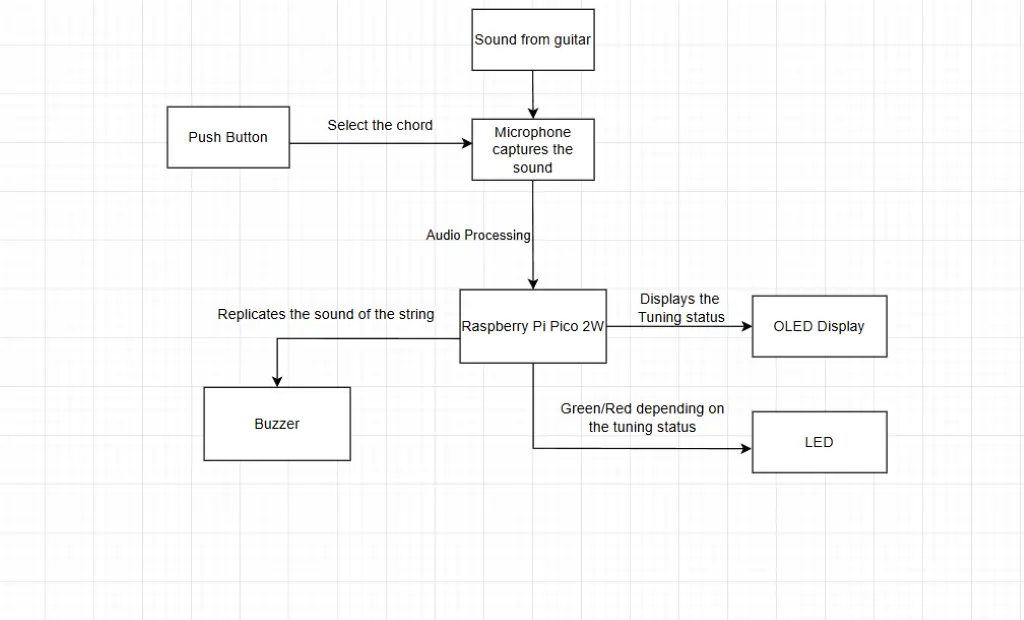 Sound from guitar
Push Button
Select the chord
Microphone
captures the
sound
Audio Processing
Replicates the sound of the string
Raspberry Pi Pico 2W
Displays the
Tuning status
OLED Display
Buzzer
Green/Red depending on
the tuning status
LED